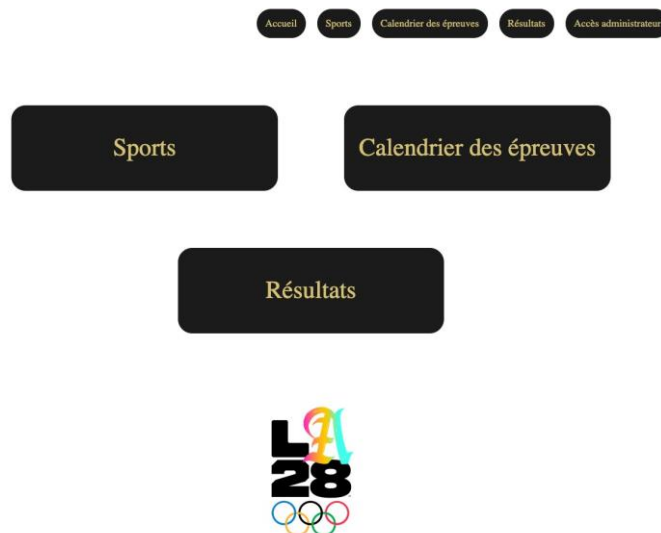 Accueil Sports Calendrier des épreuves Résultats Accès administrateur
Sports Calendrier des épreuves
Résultats
LA
28